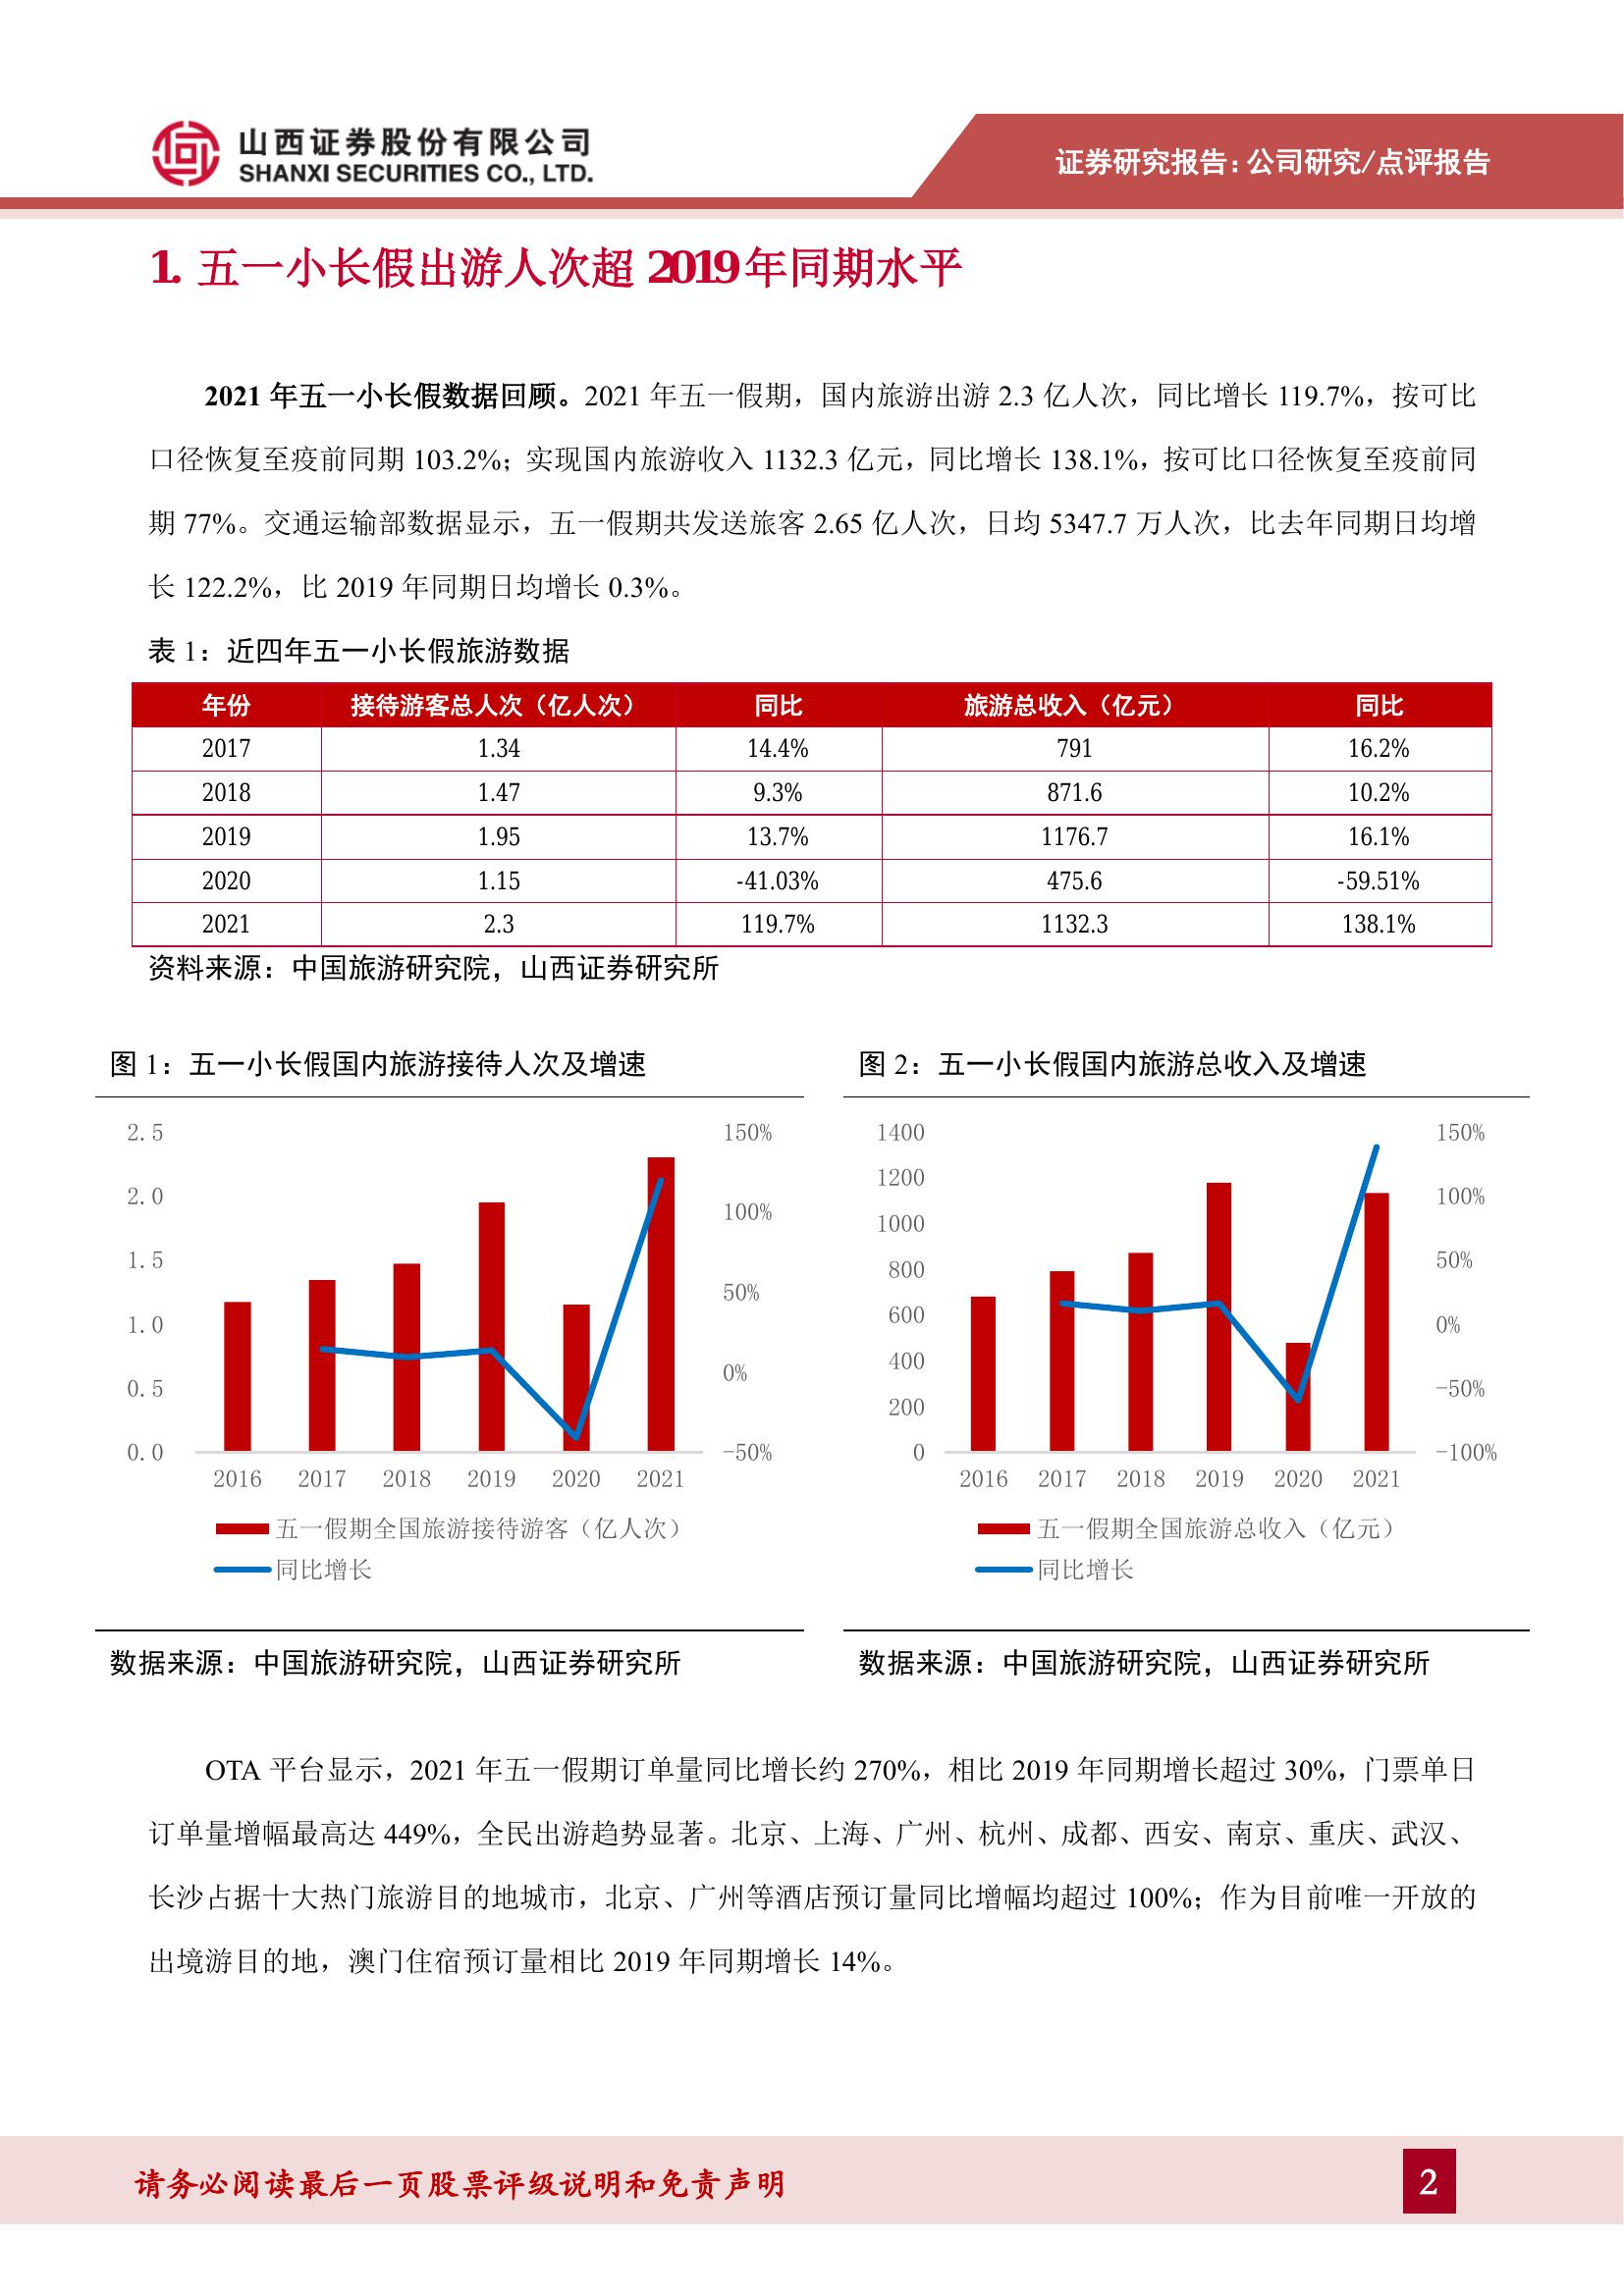 山西证券股份有限公司
SHANXI SECURITIES CO., LTD.
证券研究报告：公司研究/点评报告
1. 五一小长假出游人次超 2019 年同期水平
2021 年五一小长假数据回顾。2021 年五一假期，国内旅游出游 2.3 亿人次，同比增长 119.7%，按可比
口径恢复至疫前同期 103.2%；实现国内旅游收入 1132.3 亿元，同比增长 138.1%，按可比口径恢复至疫前同
期 77%。交通运输部数据显示，五一假期共发送旅客 2.65 亿人次，日均 5347.7 万人次，比去年同期日均增
长 122.2%，比 2019 年同期日均增长 0.3%。
表 1：近四年五一小长假旅游数据
年份 接待游客总人次（亿人次） 同比 旅游总收入（亿元） 同比
2017 1.34 14.4% 791 16.2%
2018 1.47 9.3% 871.6 10.2%
2019 1.95 13.7% 1176.7 16.1%
2020 1.15 -41.03% 475.6 -59.51%
2021 2.3 119.7% 1132.3 138.1%
资料来源：中国旅游研究院，山西证券研究所
图 1：五一小长假国内旅游接待人次及增速
2.5
2.0
1.5
1.0
0.5
0.0
150%
100%
50%
0%
-50%
2016 2017 2018 2019 2020 2021
五一假期全国旅游接待游客（亿人次）
同比增长
数据来源：中国旅游研究院，山西证券研究所
图 2：五一小长假国内旅游总收入及增速
1400
1200
1000
800
600
400
200
0
150%
100%
50%
0%
-50%
-100%
2016 2017 2018 2019 2020 2021
五一假期全国旅游总收入（亿元）
同比增长
数据来源：中国旅游研究院，山西证券研究所
OTA 平台显示，2021 年五一假期订单量同比增长约 270%，相比 2019 年同期增长超过 30%，门票单日
订单量增幅最高达 449%，全民出游趋势显著。北京、上海、广州、杭州、成都、西安、南京、重庆、武汉、
长沙占据十大热门旅游目的地城市，北京、广州等酒店预订量同比增幅均超过 100%；作为目前唯一开放的
出境游目的地，澳门住宿预订量相比 2019 年同期增长 14%。
请务必阅读最后一页股票评级说明和免责声明
2